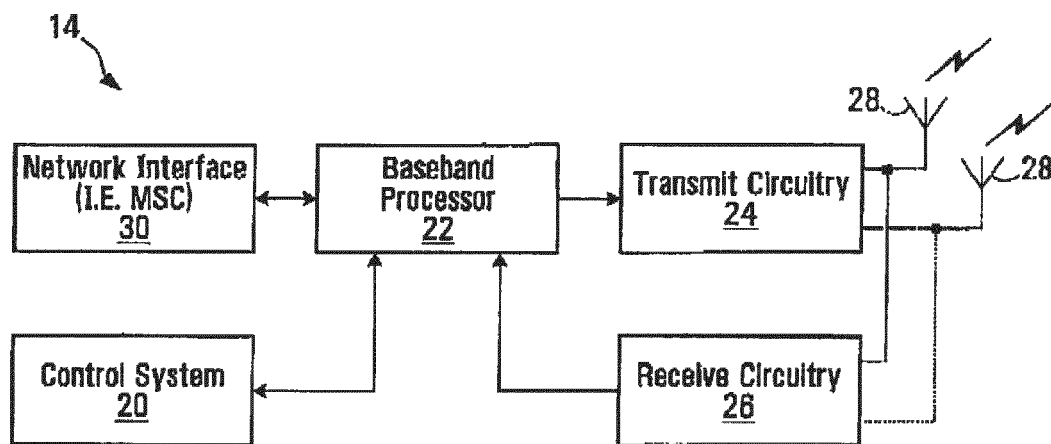 14
28
28
Network Interface
(I.E. MSC)
30
Baseband
Processor
22
Transmit Circuitry
24
Control System
20
Receive Circuitry
26